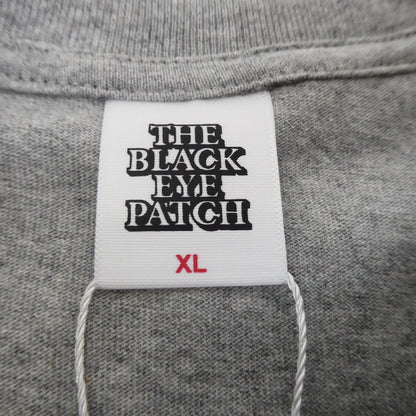 THE
BLACK
EYE
PATCH
XL